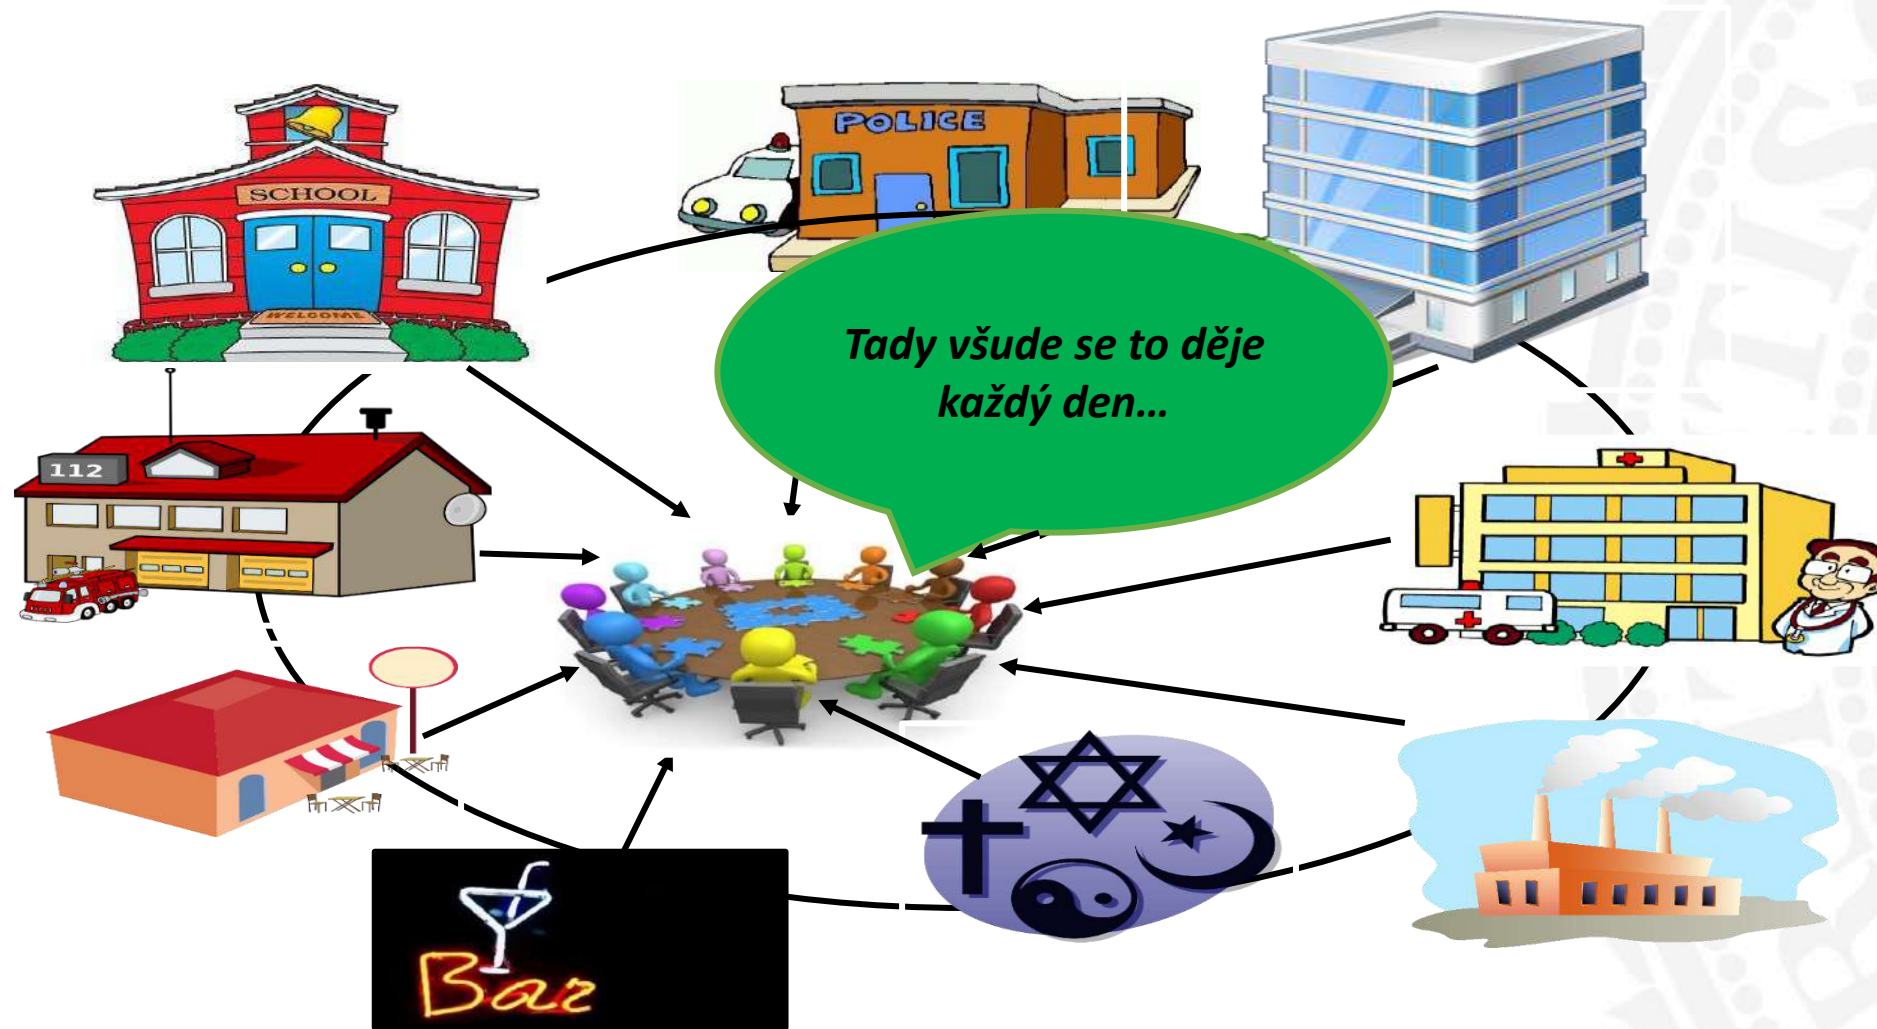 POLICE
SCHOOL
WELCOME
Tady všude se to děje
každý den...
112
Bar